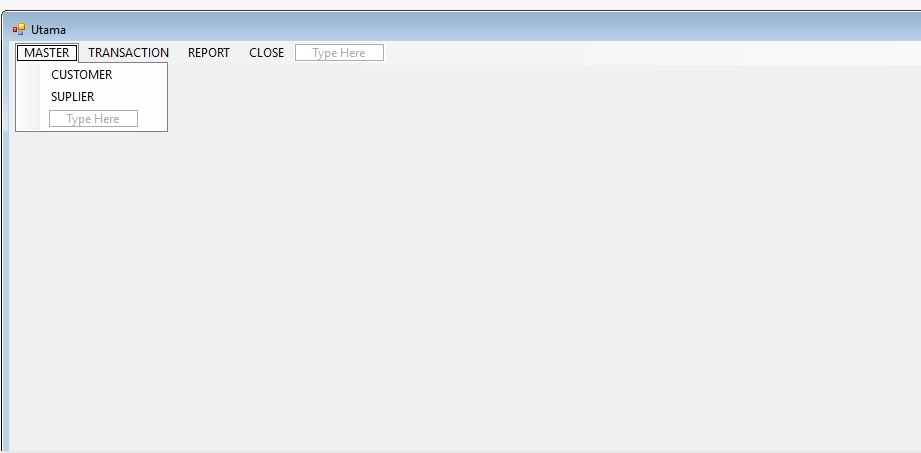 Utama
MASTER TRANSACTION REPORT CLOSE Type Here
CUSTOMER
SUPLIER
Type Here